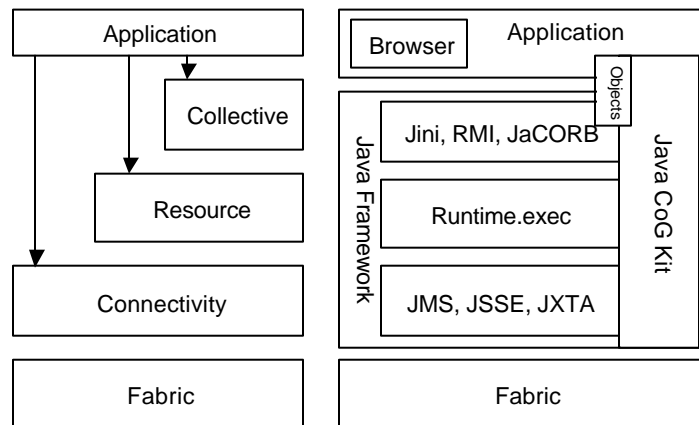 Application
Collective
Resource
Connectivity
Fabric
Browser
Application
Objects
Jini, RMI, JaCORB
Java Framework
Runtime.exec
Java CoG Kit
JMS, JSSE, JXTA
Fabric